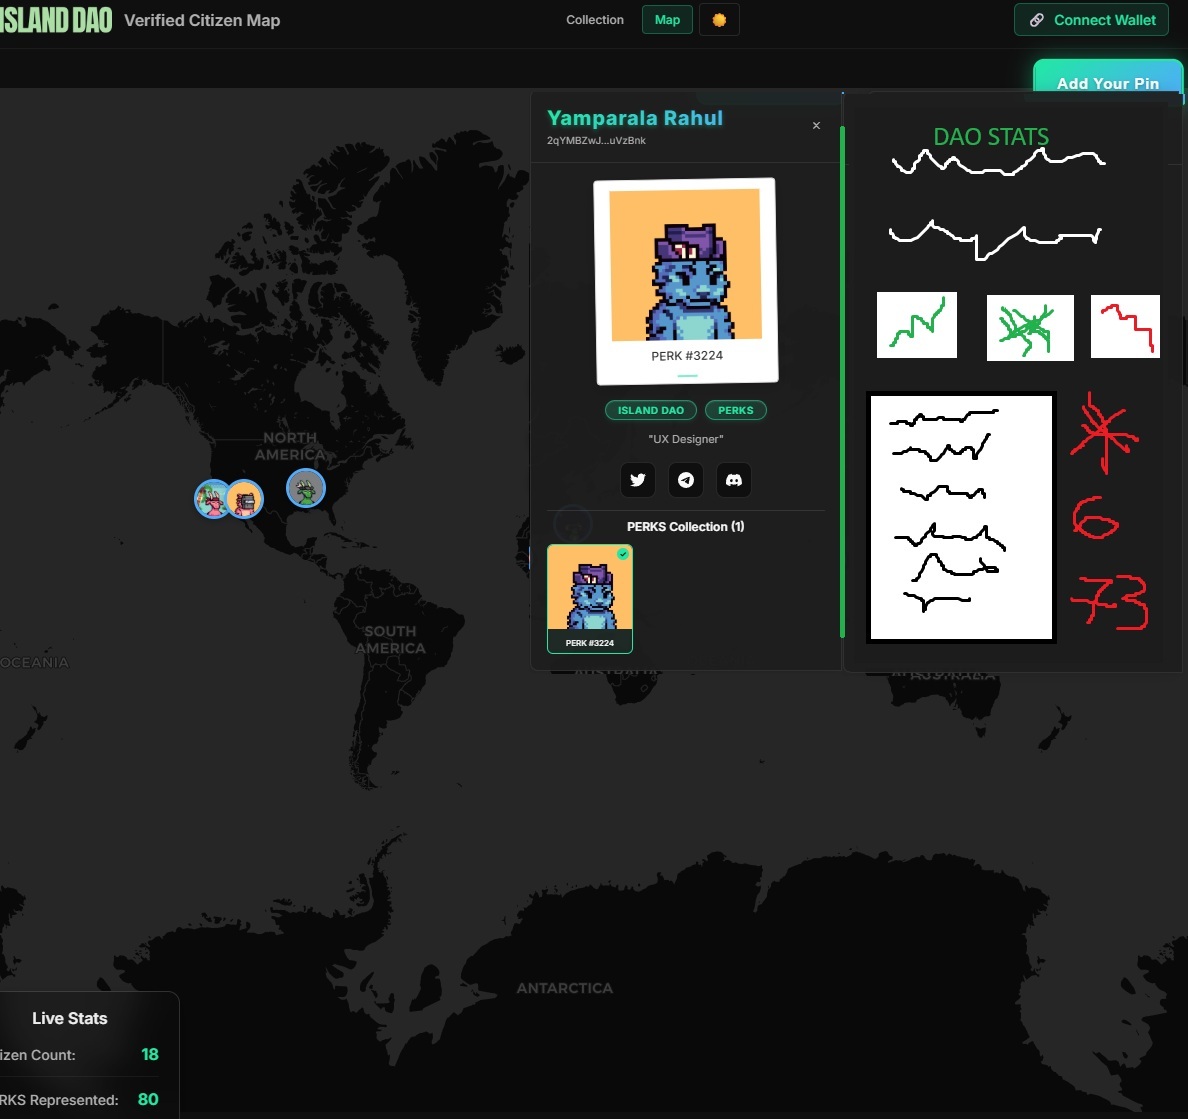 ISLAND DAO Verified Citizen Map
Collection Map
Connect Wallet
Add Your Pin
Yamparala Rahul
×
2qYMBZwJ...uVzBnk
PERK #3224
ISLAND DAO PERKS
"UX Designer"
PERKS Collection (1)
PERK #3224
DAO STATS
6
73
NORTH
AMERICA
SOUTH
AMERICA
OCEANIA
AUSTRALIA
AUSTRALIA
ANTARCTICA
Live Stats
izen Count: 18
RKS Represented: 80